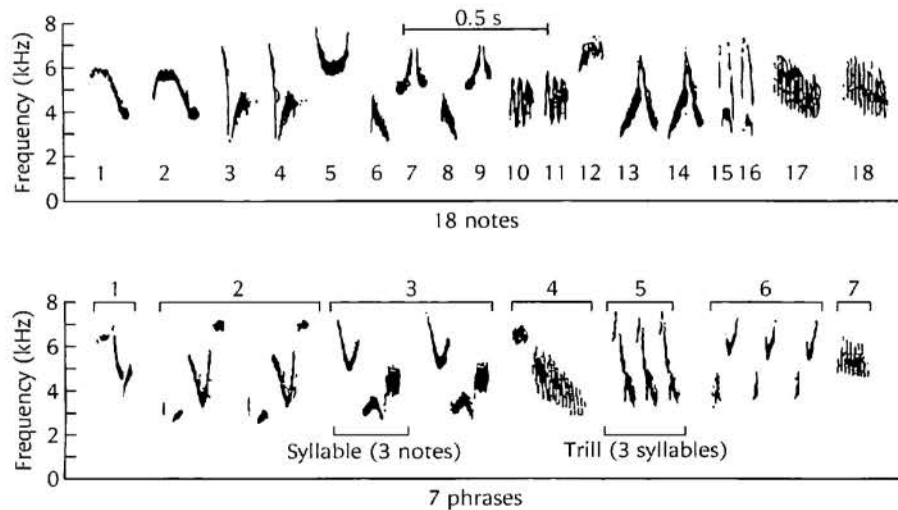 0.5 s
Frequency (kHz)
8
6
4
2
0
1 2 3 4 5 6 7 8 9 10 11 12 13 14 15 16 17 18
18 notes
1 2 3 4 5 6 7
Frequency (kHz)
8
6
4
2
0
Syllable (3 notes) Trill (3 syllables)
7 phrases